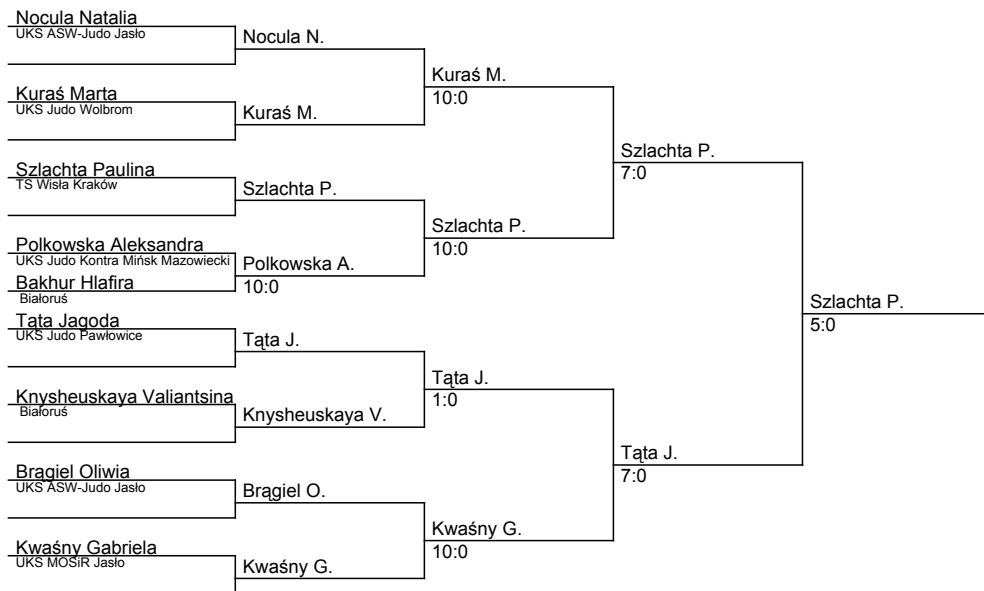 Nocula Natalia
UKS ASW-Judo Jasło
Nocula N.
Kuraś M.
10:0
Kuraś Marta
UKS Judo Wolbrom
Kuraś M.
Szlachta P.
7:0
Szlachta Paulina
TS Wisła Kraków
Szlachta P.
Szlachta P.
10:0
Polkowska Aleksandra
UKS Judo Kontra Mińsk Mazowiecki
Polkowska A.
10:0
Bakhur Hlafira
Białoruś
Szlachta P.
5:0
Tąta Jagoda
UKS Judo Pawłowice
Tąta J.
Tąta J.
1:0
Knysheuskaya Valiantsina
Białoruś
Knysheuskaya V.
Tąta J.
7:0
Brągiel Oliwia
UKS ASW-Judo Jasło
Brągiel O.
Kwaśny G.
10:0
Kwaśny Gabriela
UKS MOSiR Jasło
Kwaśny G.